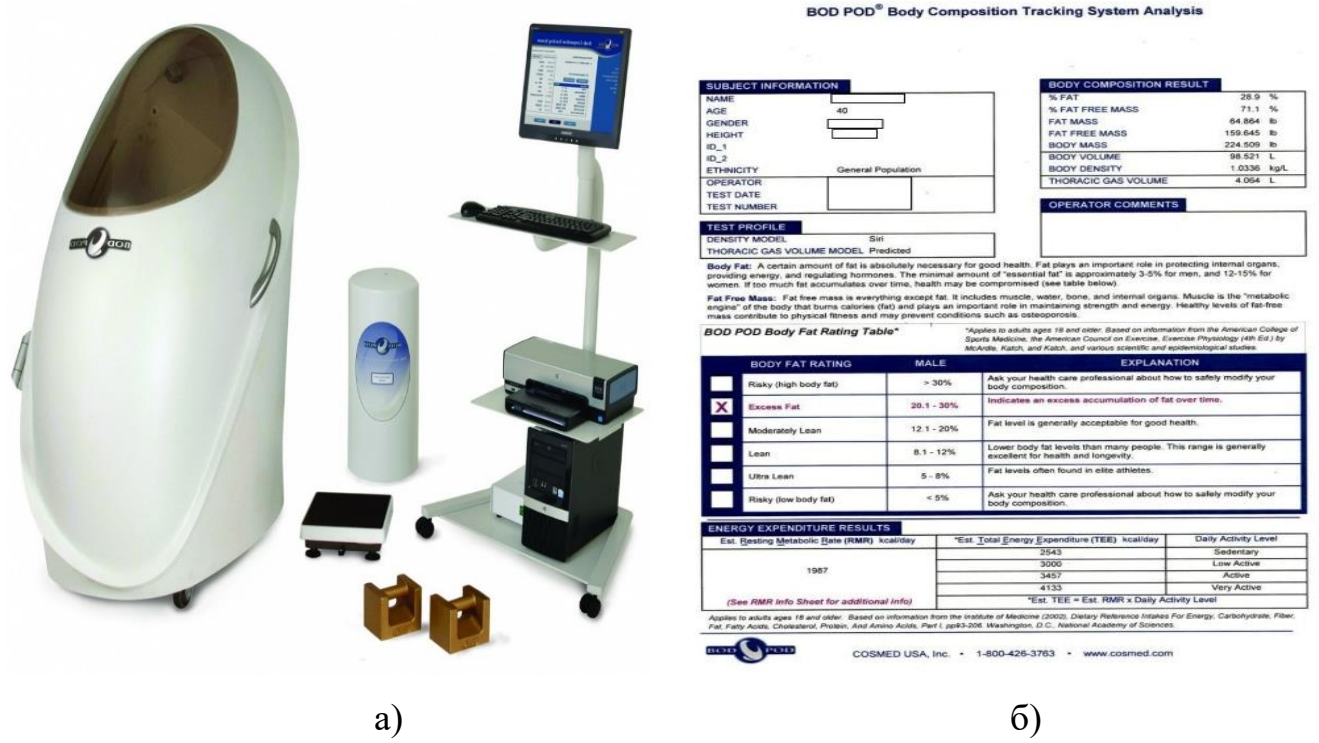 BOD POD® Body Composition Tracking System Analysis
SUBJECT INFORMATION
NAME
AGE 40
GENDER
HEIGHT
ID_1
ID_2
ETHNICITY General Population
OPERATOR
TEST DATE
TEST NUMBER
BODY COMPOSITION RESULT
% FAT 28.9 %
% FAT FREE MASS 71.1 %
FAT MASS 64.864 lb
FAT FREE MASS 159.645 lb
BODY MASS 224.509 lb
BODY VOLUME 98.521 L
BODY DENSITY 1.0336 kg/L
THORACIC GAS VOLUME 4.064 L
OPERATOR COMMENTS
TEST PROFILE
DENSITY MODEL Siri
THORACIC GAS VOLUME MODEL Predicted
Body Fat: A certain amount of fat is absolutely necessary for good health. Fat plays an important role in protecting internal organs,
providing energy, and regulating hormones. The minimal amount of "essential fat" is approximately 3-5% for men, and 12-15% for
women. If too much fat accumulates over time, health may be compromised (see table below).
Fat Free Mass: Fat free mass is everything except fat. It includes muscle, water, bone, and internal organs. Muscle is the "metabolic
engine" of the body that burns calories (fat) and plays an important role in maintaining strength and energy. Healthy levels of fat-free
mass contribute to physical fitness and may prevent conditions such as osteoporosis.
BOD POD Body Fat Rating Table*
*Applies to adults ages 18 and older. Based on information from the American College of
Sports Medicine, the American Council on Exercise, Exercise Physiology (4th Ed.) by
McArdle, Katch, and Katch, and various scientific and epidemiological studies.
BODY FAT RATING MALE EXPLANATION
Risky (high body fat) > 30% Ask your health care professional about how to safely modify your
body composition.
X Excess Fat 20.1 - 30% Indicates an excess accumulation of fat over time.
Moderately Lean 12.1 - 20% Fat level is generally acceptable for good health.
Lean 8.1 - 12% Lower body fat levels than many people. This range is generally
excellent for health and longevity.
Ultra Lean 5 - 8% Fat levels often found in elite athletes.
Risky (low body fat) < 5% Ask your health care professional about how to safely modify your
body composition.
ENERGY EXPENDITURE RESULTS
Est. Resting Metabolic Rate (RMR) kcal/day *Est. Total Energy Expenditure (TEE) kcal/day Daily Activity Level
1987
2543 Sedentary
3000 Low Active
3457 Active
4133 Very Active
(See RMR Info Sheet for additional info) *Est. TEE = Est. RMR x Daily Activity Level
Applies to adults ages 18 and older. Based on information from the Institute of Medicine (2002), Dietary Reference Intakes For Energy, Carbohydrate, Fiber,
Fat, Fatty Acids, Cholesterol, Protein, And Amino Acids, Part I, pp93-206. Washington, D.C., National Academy of Sciences.
BOD POD COSMED USA, Inc. • 1-800-426-3763 • www.cosmed.com
BOD POD
а)
б)